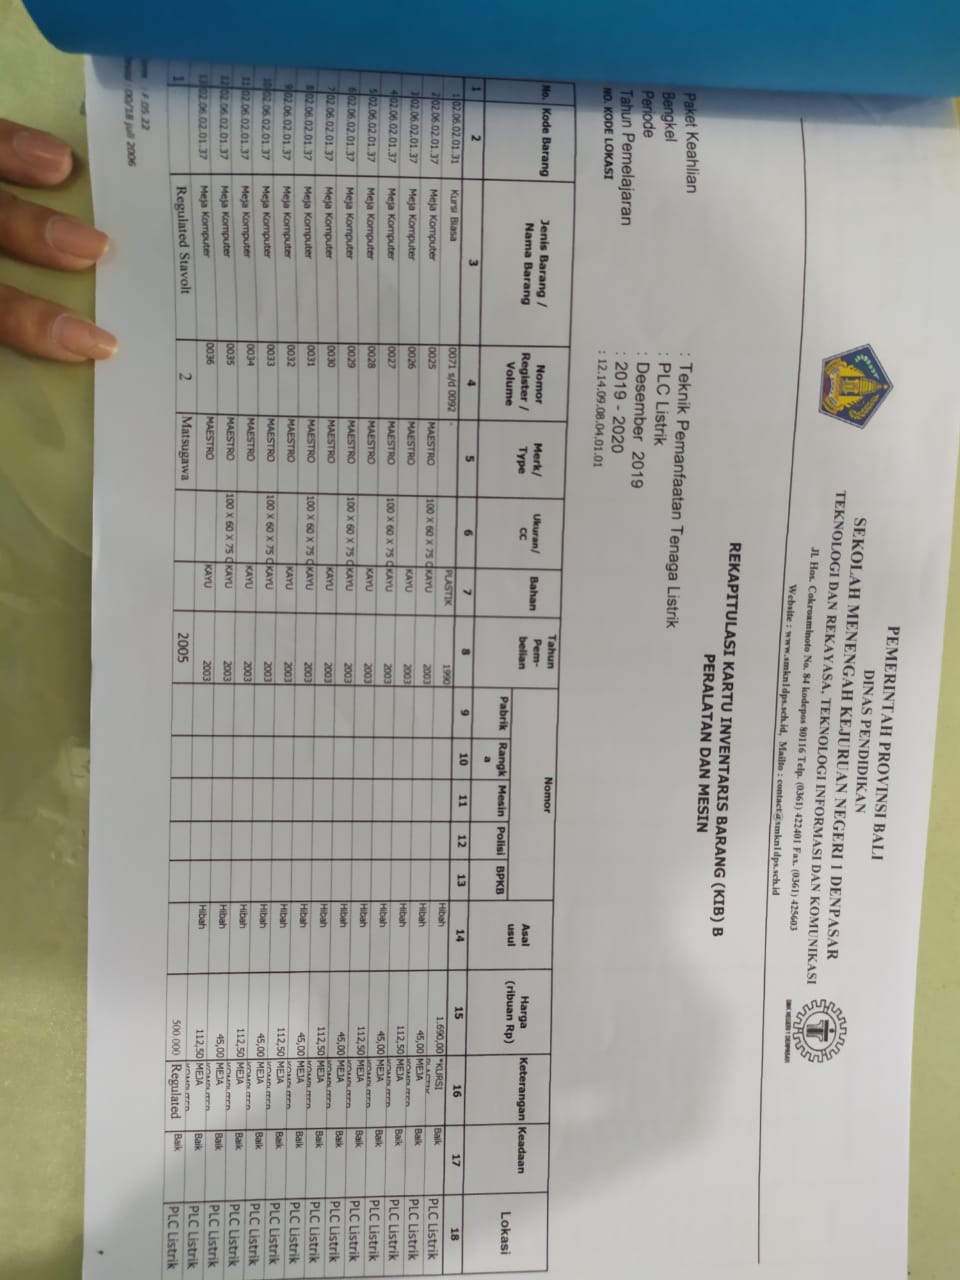 PEMERINTAH PROVINSI BALI
DINAS PENDIDIKAN
SEKOLAH MENENGAH KEJURUAN NEGERI 1 DENPASAR
TEKNOLOGI DAN REKAYASA, TEKNOLOGI INFORMASI DAN KOMUNIKASI
Jl. Hos. Cokroaminoto No. 84 kodepos 80116 Telp. (0361) 422401 Fax. (0361) 425603
Website : www.smkn1dps.sch.id, Mailto : contact@smkn1dps.sch.id
SMK NEGERI 1 DENPASAR
REKAPITULASI KARTU INVENTARIS BARANG (KIB) B
PERALATAN DAN MESIN
Paket Keahlian : Teknik Pemanfaatan Tenaga Listrik
Bengkel : PLC Listrik
Periode : Desember 2019
Tahun Pemelajaran : 2019 - 2020
NO. KODE LOKASI : 12.14.09.08.04.01.01
No. Kode Barang Jenis Barang / Nama Barang Nomor Register / Volume Merk/ Type Ukuran/ CC Bahan Tahun Pem-belian Nomor Asal usul Harga (ribuan Rp) Keterangan Keadaan Lokasi
Pabrik Rangka Mesin Polisi BPKB
1 2 3 4 5 6 7 8 9 10 11 12 13 14 15 16 17 18
1 02.06.02.01.31 Kursi Biasa 0071 s/d 0092 - PLASTIK 1990 Hibah 1.690,00 *KURSI PLASTIK Baik PLC Listrik
2 02.06.02.01.37 Meja Komputer 0025 MAESTRO 100 X 60 X 75 C KAYU 2003 Hibah 45,00 MEJA KOMPUTER Baik PLC Listrik
3 02.06.02.01.37 Meja Komputer 0026 MAESTRO KAYU 2003 Hibah 112,50 MEJA KOMPUTER Baik PLC Listrik
4 02.06.02.01.37 Meja Komputer 0027 MAESTRO 100 X 60 X 75 C KAYU 2003 Hibah 45,00 MEJA KOMPUTER Baik PLC Listrik
5 02.06.02.01.37 Meja Komputer 0028 MAESTRO KAYU 2003 Hibah 112,50 MEJA KOMPUTER Baik PLC Listrik
6 02.06.02.01.37 Meja Komputer 0029 MAESTRO 100 X 60 X 75 C KAYU 2003 Hibah 45,00 MEJA KOMPUTER Baik PLC Listrik
7 02.06.02.01.37 Meja Komputer 0030 MAESTRO KAYU 2003 Hibah 112,50 MEJA KOMPUTER Baik PLC Listrik
8 02.06.02.01.37 Meja Komputer 0031 MAESTRO 100 X 60 X 75 C KAYU 2003 Hibah 45,00 MEJA KOMPUTER Baik PLC Listrik
9 02.06.02.01.37 Meja Komputer 0032 MAESTRO KAYU 2003 Hibah 112,50 MEJA KOMPUTER Baik PLC Listrik
10 02.06.02.01.37 Meja Komputer 0033 MAESTRO 100 X 60 X 75 C KAYU 2003 Hibah 45,00 MEJA KOMPUTER Baik PLC Listrik
11 02.06.02.01.37 Meja Komputer 0034 MAESTRO KAYU 2003 Hibah 112,50 MEJA KOMPUTER Baik PLC Listrik
12 02.06.02.01.37 Meja Komputer 0035 MAESTRO 100 X 60 X 75 C KAYU 2003 Hibah 45,00 MEJA KOMPUTER Baik PLC Listrik
13 02.06.02.01.37 Meja Komputer 0036 MAESTRO KAYU 2003 Hibah 112,50 MEJA KOMPUTER Baik PLC Listrik
1 Regulated Stavolt 2 Matsugawa 2005 500 000 Regulated Baik PLC Listrik
: F.05.22
: 00/18 juli 2006